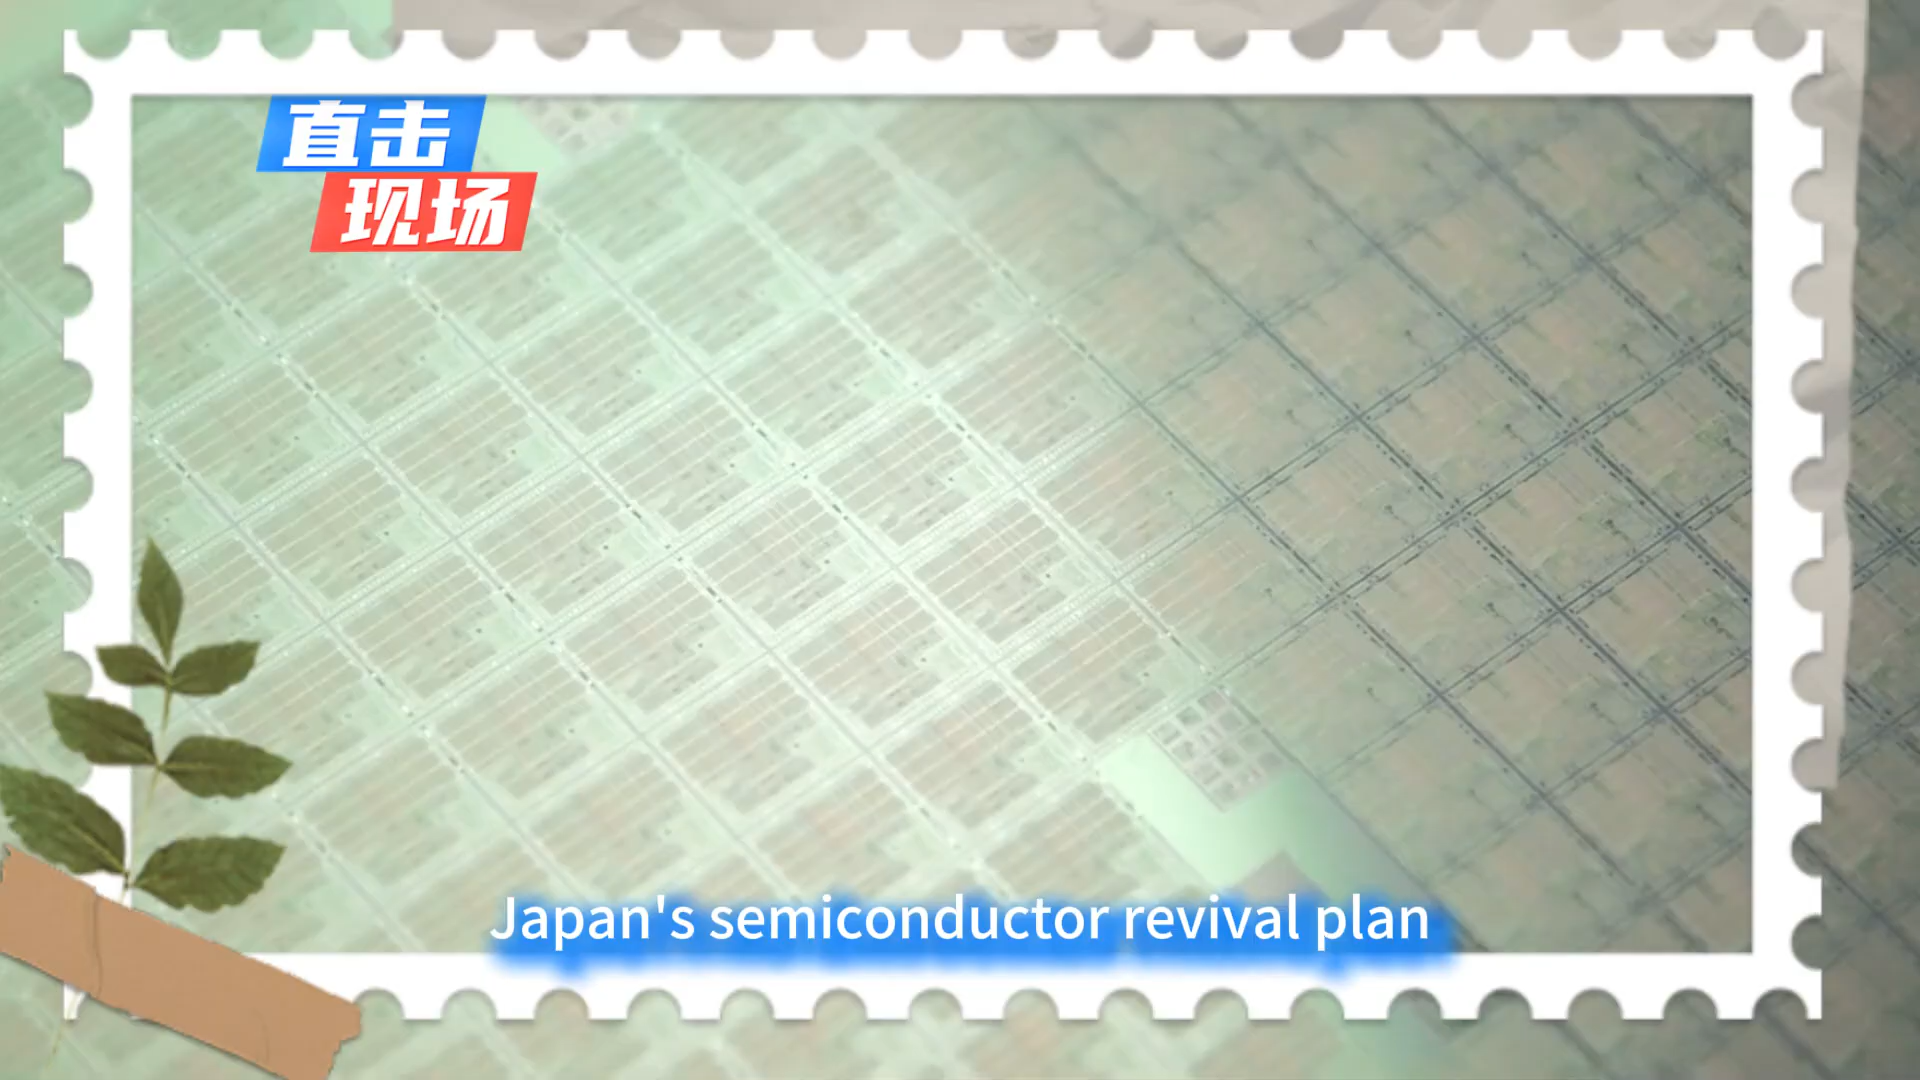 直击
现场
Japan's semiconductor revival plan